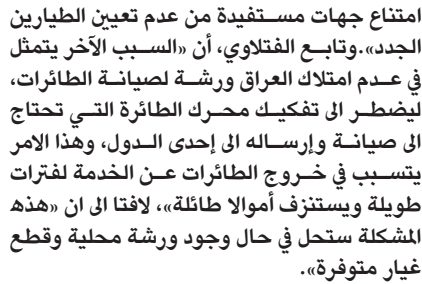 امتناع جهات مستفيدة من عدم تعيين الطيارين
الجدد».وتابع الفتلاوي، أن «السبب الآخر يتمثل
في عدم امتلاك العراق ورشة لصيانة الطائرات،
ليضطر الى تفكيك محرك الطائرة التي تحتاج
الى صيانة وإرساله الى إحدى الدول، وهذا الامر
يتسبب في خروج الطائرات عن الخدمة لفترات
طويلة ويستنزف أموالا طائلة»، لافتا الى ان «هذه
المشكلة ستحل في حال وجود ورشة محلية وقطع
غيار متوفرة».